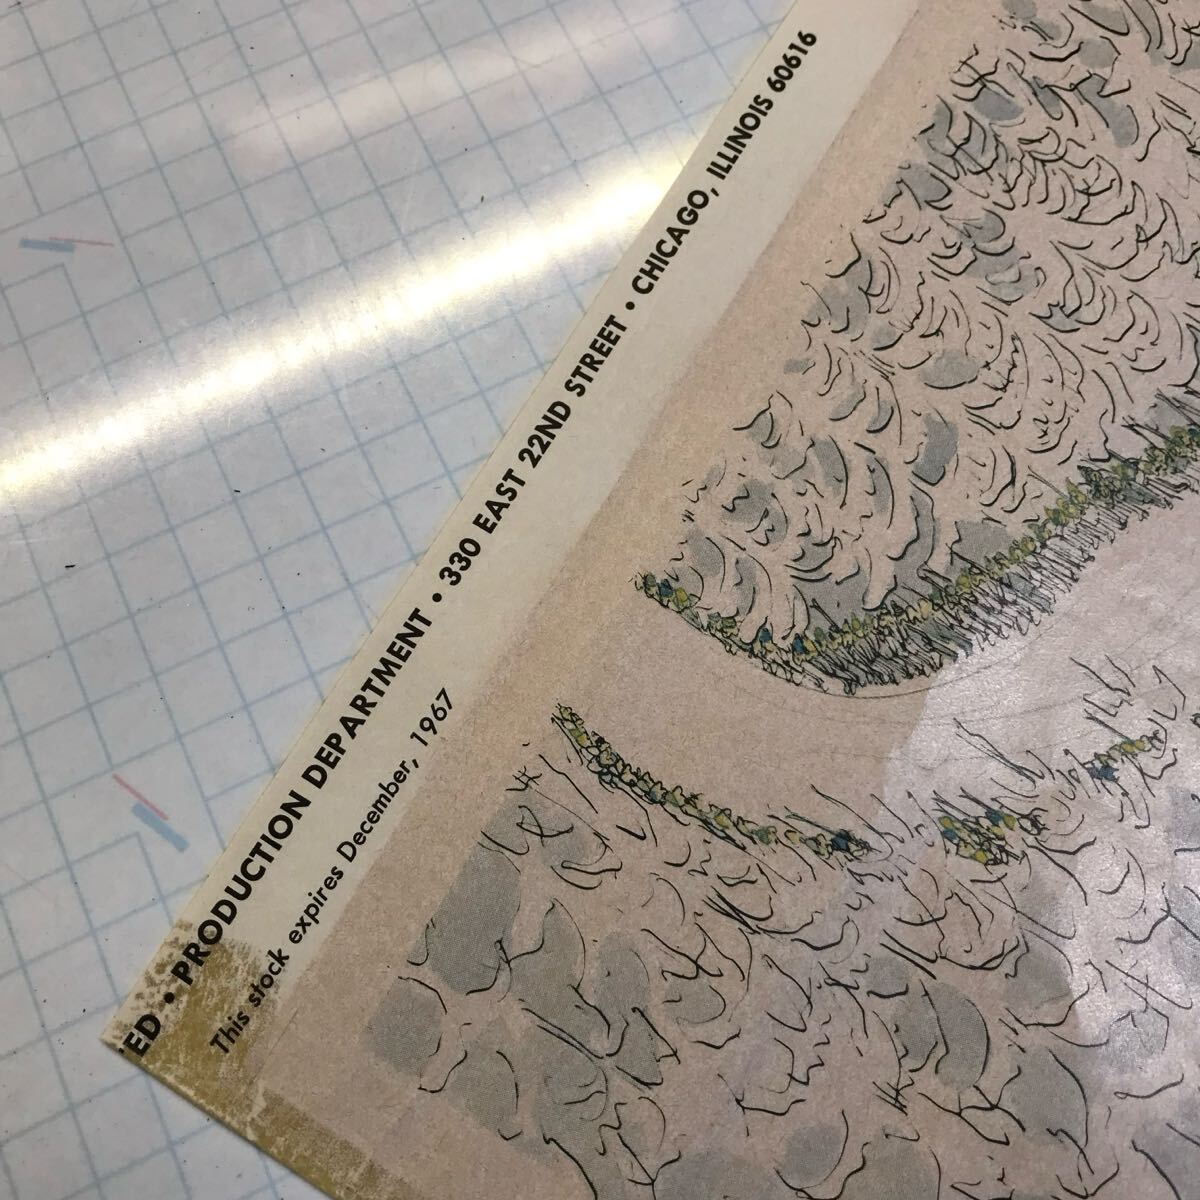 ED • PRODUCTION DEPARTMENT • 330 EAST 22ND STREET • CHICAGO, ILLINOIS 60616
This stock expires December, 1967